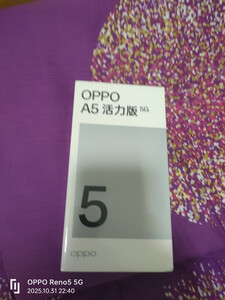 OPPO
A5 活力版 5G
5
oppo
OPPO Reno5 5G
2025.10.31 22:40